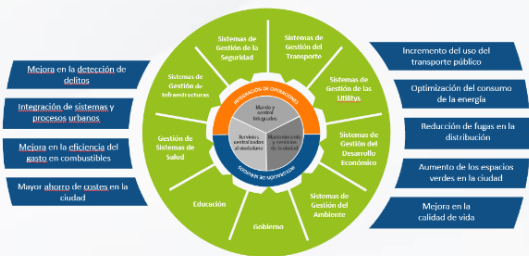 Mejora en la detección de
delitos
Integración de sistemas y
procesos urbanos
Mejora en la eficiencia del
gasto en combustibles
Mayor ahorro de costes en la
ciudad
Sistemas de
Gestión de la
Seguridad
Sistemas de
Gestión del
Transporte
Sistemas de
Gestión de
Infraestructuras
Sistemas de
Gestión de las
Utilitys
Gestión de
Sistemas de
Salud
Sistemas de
Gestión del
Desarrollo
Económico
Educación
Gobierno
Sistemas de
Gestión del
Ambiente
INTEGRACIÓN DE OPERACIONES
Mando y
control
Integrados
Servicios
centralizados
al ciudadano
Mantenimiento
y servicios
de la ciudad
Incremento del uso del
transporte público
Optimización del consumo
de la energía
Reducción de fugas en la
distribución
Aumento de los espacios
verdes en la ciudad
Mejora en la
calidad de vida